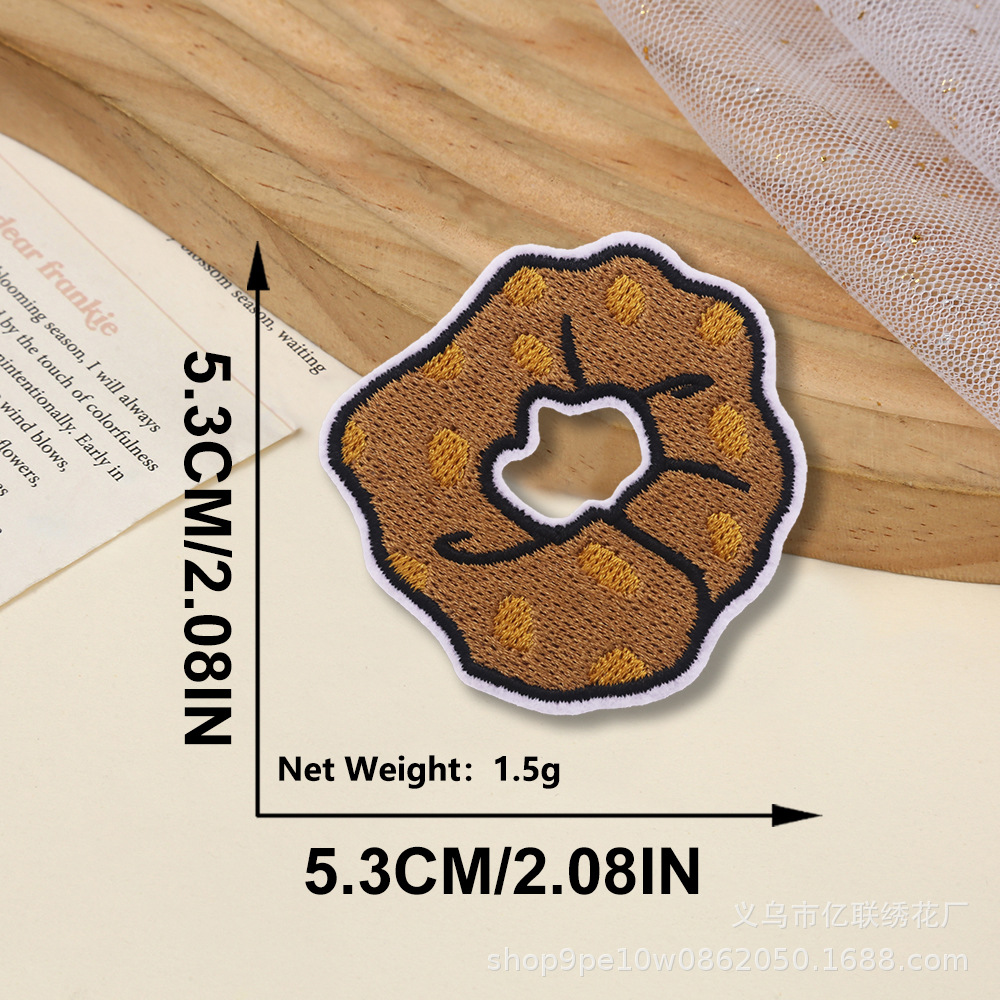 dear frankie
blooming season, I will always
by the touch of colorfulness
nintentionally. Early in
wind blows,
flowers,
blossom season, waiting
5.3CM/2.08IN
Net Weight: 1.5g
5.3CM/2.08IN
义乌市亿联绣花厂
shop9pe10w0862050.1688.com